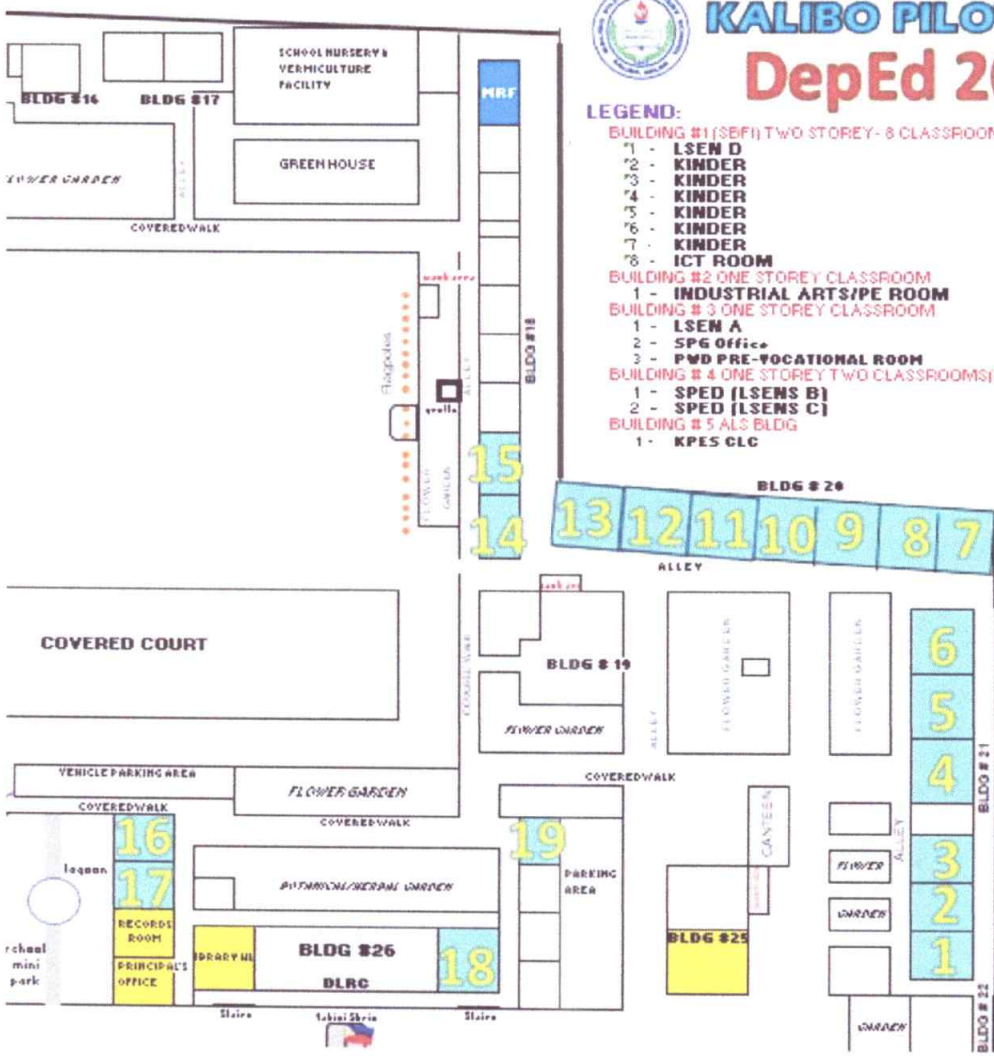 KALIBO PILO
DepEd 20
LEGEND:
BUILDING #1 (SBFI) TWO STOREY- 8 CLASSROOM
1 - LSEN D
2 - KINDER
3 - KINDER
4 - KINDER
5 - KINDER
6 - KINDER
7 - KINDER
8 - ICT ROOM
BUILDING #2 ONE STOREY CLASSROOM
1 - INDUSTRIAL ARTS/PE ROOM
BUILDING # 3 ONE STOREY CLASSROOM
1 - LSEN A
2 - SPG Office
3 - PWD PRE-VOCATIONAL ROOM
BUILDING # 4 ONE STOREY TWO CLASSROOMS(
1 - SPED (LSENS B)
2 - SPED (LSENS C)
BUILDING # 5 ALS BLDG
1- KPES CLC
BLDG #16
BLDG #17
SCHOOL NURSERY &
VERMICULTURE
FACILITY
MRF
GREEN HOUSE
FLOWER GARDEN
ALLEY
COVEREDWALK
wash area
Flagpoles
ALLEY
BLDG #18
FLOWER
GARDEN
15
14
BLDG # 20
13
12
11
10
9
8
7
ALLEY
COVERED COURT
BLDG # 19
FLOWER GARDEN
ALLEY
FLOWER GARDEN
FLOWER GARDEN
6
5
4
BLDG # 21
VEHICLE PARKING AREA
COVEREDWALK
FLOWER GARDEN
COVEREDWALK
COVEREDWALK
CANTEEN
ALLEY
16
17
lagoon
19
PARKING
AREA
3
2
1
FLOWER
GARDEN
BOTANICAL/HERBAL GARDEN
RECORDS
ROOM
PRINCIPAL'S
OFFICE
BLDG #26
DLRC
18
BLDG #25
school
mini
park
Stairs
Stairs
GARDEN
BLDG # 22